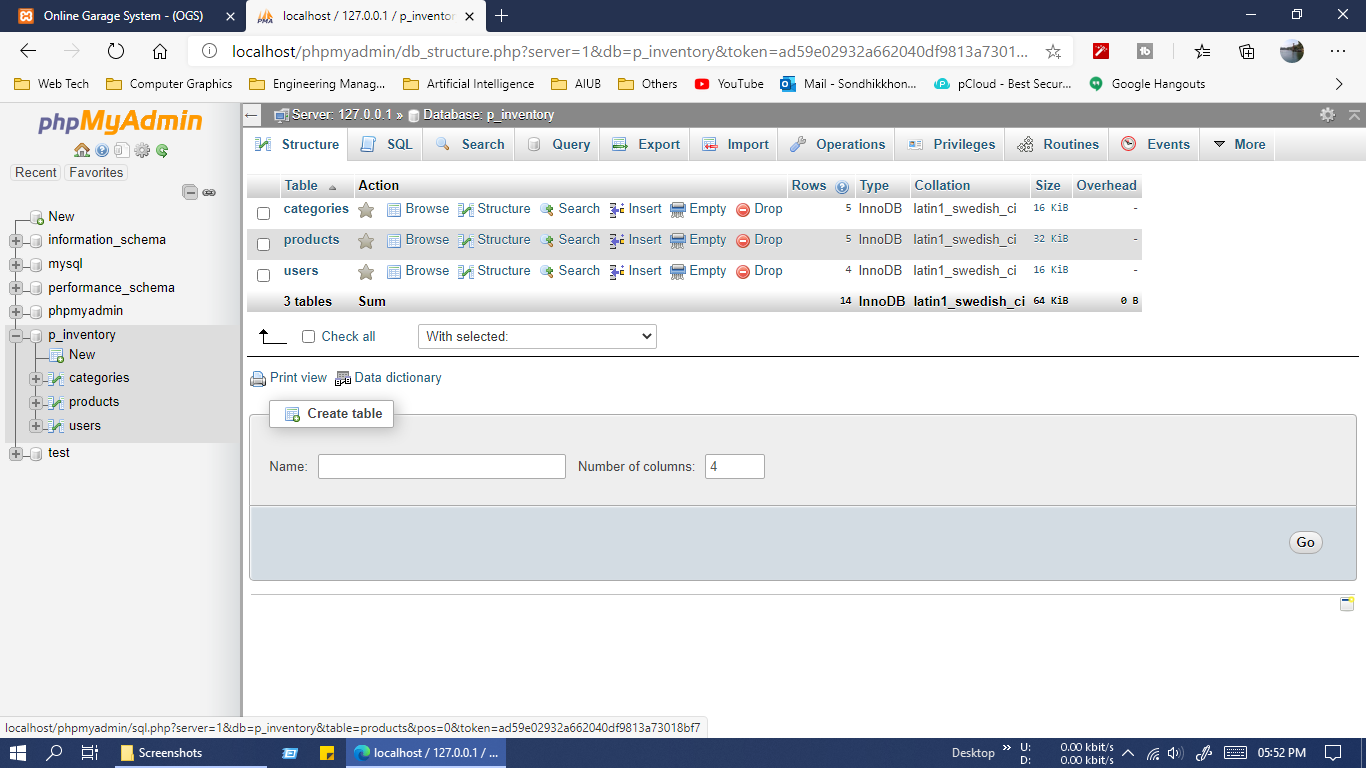 Online Garage System - (OGS)
localhost / 127.0.0.1 / p_inventor
localhost/phpmyadmin/db_structure.php?server=1&db=p_inventory&token=ad59e02932a662040df9813a7301...
Web Tech
Computer Graphics
Engineering Manag...
Artificial Intelligence
AIUB
Others
YouTube
Mail - Sondhikkhon...
pCloud - Best Secur...
Google Hangouts
phpMyAdmin
Recent
Favorites
New
information_schema
mysql
performance_schema
phpmyadmin
p_inventory
New
categories
products
users
test
Server: 127.0.0.1 » Database: p_inventory
Structure SQL Search Query Export Import Operations Privileges Routines Events More
Table Action Rows Type Collation Size Overhead
categories Browse Structure Search Insert Empty Drop 5 InnoDB latin1_swedish_ci 16 KiB -
products Browse Structure Search Insert Empty Drop 5 InnoDB latin1_swedish_ci 32 KiB -
users Browse Structure Search Insert Empty Drop 4 InnoDB latin1_swedish_ci 16 KiB -
3 tables Sum 14 InnoDB latin1_swedish_ci 64 KiB 0 B
Check all With selected:
Print view Data dictionary
Create table
Name: Number of columns: 4
Go
localhost/phpmyadmin/sql.php?server=1&db=p_inventory&table=products&pos=0&token=ad59e02932a662040df9813a73018bf7
Screenshots
localhost / 127.0.0.1 / ...
Desktop
U: 0.00 kbit/s
D: 0.00 kbit/s
05:52 PM